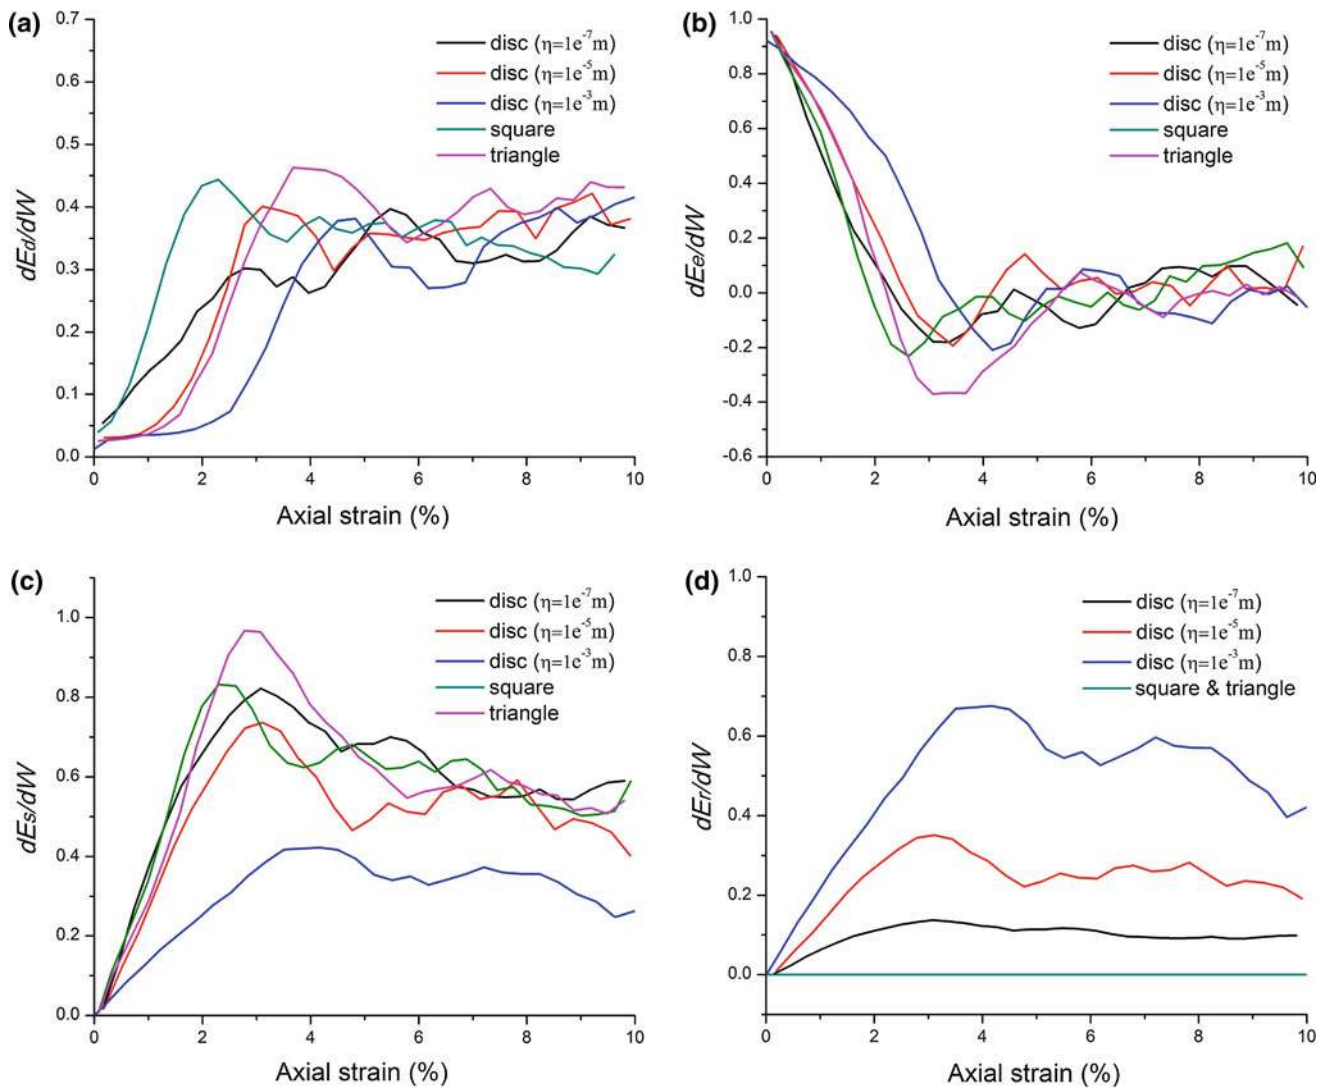 (a)
0.7
0.6
0.5
0.4
0.3
0.2
0.1
0.0
dEd/dW
disc (η=1e⁻⁷m)
disc (η=1e⁻⁵m)
disc (η=1e⁻³m)
square
triangle
0 2 4 6 8 10
Axial strain (%)
(b)
1.0
0.8
0.6
0.4
0.2
0.0
-0.2
-0.4
-0.6
dEe/dW
disc (η=1e⁻⁷m)
disc (η=1e⁻⁵m)
disc (η=1e⁻³m)
square
triangle
0 2 4 6 8 10
Axial strain (%)
(c)
1.0
0.8
0.6
0.4
0.2
0.0
dEs/dW
disc (η=1e⁻⁷m)
disc (η=1e⁻⁵m)
disc (η=1e⁻³m)
square
triangle
0 2 4 6 8 10
Axial strain (%)
(d)
1.0
0.8
0.6
0.4
0.2
0.0
dEr/dW
disc (η=1e⁻⁷m)
disc (η=1e⁻⁵m)
disc (η=1e⁻³m)
square & triangle
0 2 4 6 8 10
Axial strain (%)